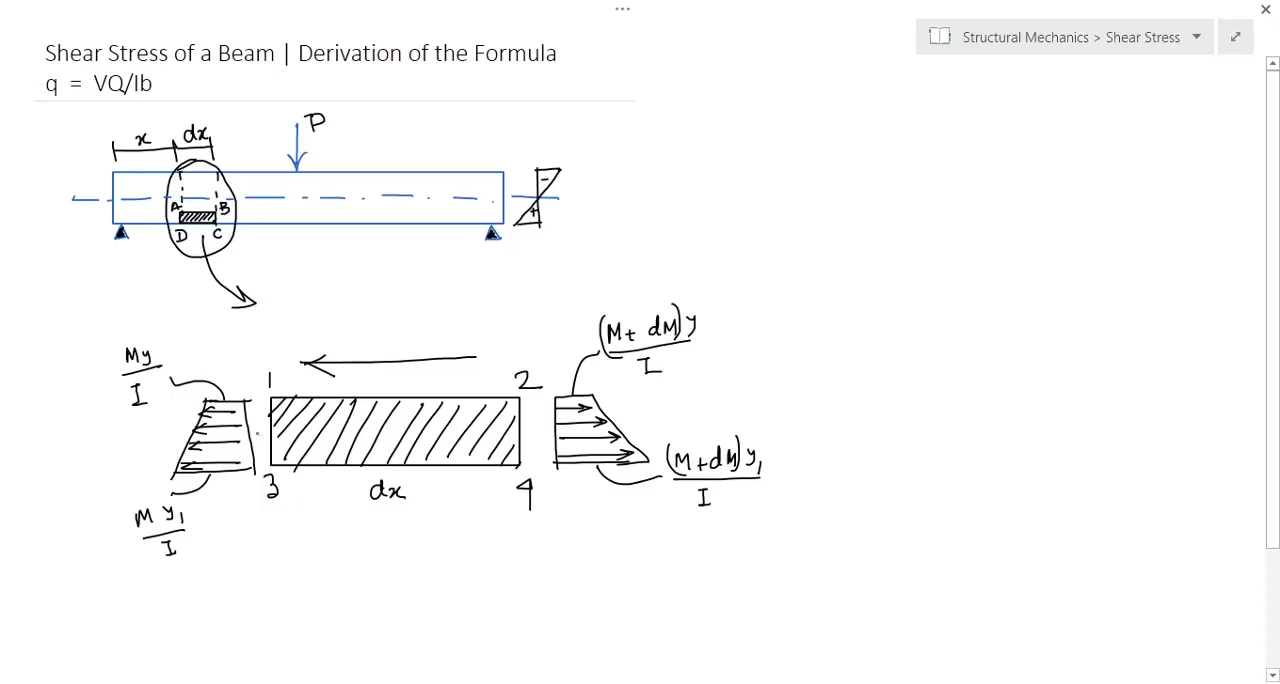 Structural Mechanics > Shear Stress
Shear Stress of a Beam | Derivation of the Formula
q = VQ/Ib
P
x dx
A B
- 
+
D C
(M+ dM)y
I
My
I
1 2
(M+dM)y₁
I
3 dx 4
M y₁
I